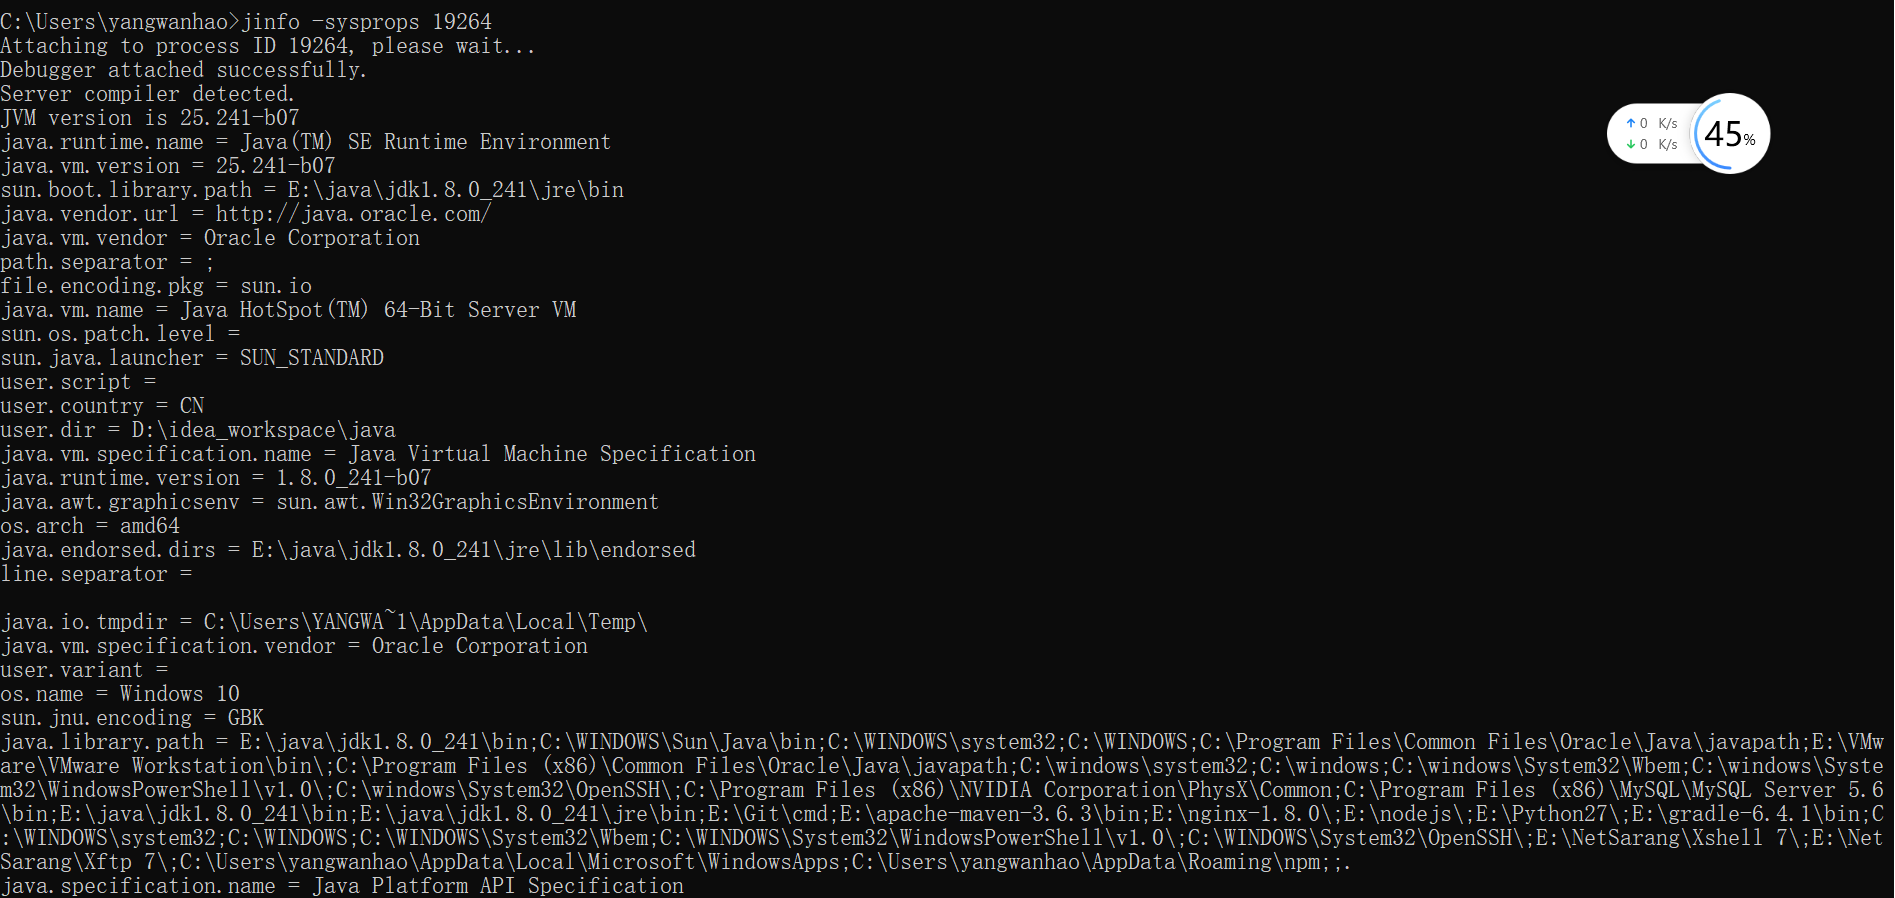 C:\Users\yangwanhao>jinfo -sysprops 19264
Attaching to process ID 19264, please wait...
Debugger attached successfully.
Server compiler detected.
JVM version is 25.241-b07
java.runtime.name = Java(TM) SE Runtime Environment
java.vm.version = 25.241-b07
sun.boot.library.path = E:\java\jdk1.8.0_241\jre\bin
java.vendor.url = http://java.oracle.com/
java.vm.vendor = Oracle Corporation
path.separator = ;
file.encoding.pkg = sun.io
java.vm.name = Java HotSpot(TM) 64-Bit Server VM
sun.os.patch.level =
sun.java.launcher = SUN_STANDARD
user.script =
user.country = CN
user.dir = D:\idea_workspace\java
java.vm.specification.name = Java Virtual Machine Specification
java.runtime.version = 1.8.0_241-b07
java.awt.graphicsenv = sun.awt.Win32GraphicsEnvironment
os.arch = amd64
java.endorsed.dirs = E:\java\jdk1.8.0_241\jre\lib\endorsed
line.separator =
java.io.tmpdir = C:\Users\YANGWA~1\AppData\Local\Temp\
java.vm.specification.vendor = Oracle Corporation
user.variant =
os.name = Windows 10
sun.jnu.encoding = GBK
java.library.path = E:\java\jdk1.8.0_241\bin;C:\WINDOWS\Sun\Java\bin;C:\WINDOWS\system32;C:\WINDOWS;C:\Program Files\Common Files\Oracle\Java\javapath;E:\VMw
are\VMware Workstation\bin\;C:\Program Files (x86)\Common Files\Oracle\Java\javapath;C:\windows\system32;C:\windows;C:\windows\System32\Wbem;C:\windows\Syste
m32\WindowsPowerShell\v1.0\;C:\windows\System32\OpenSSH\;C:\Program Files (x86)\NVIDIA Corporation\PhysX\Common;C:\Program Files (x86)\MySQL\MySQL Server 5.6
\bin;E:\java\jdk1.8.0_241\bin;E:\java\jdk1.8.0_241\jre\bin;E:\Git\cmd;E:\apache-maven-3.6.3\bin;E:\nginx-1.8.0\;E:\nodejs\;E:\Python27\;E:\gradle-6.4.1\bin;C
:\WINDOWS\system32;C:\WINDOWS;C:\WINDOWS\System32\Wbem;C:\WINDOWS\System32\WindowsPowerShell\v1.0\;C:\WINDOWS\System32\OpenSSH\;E:\NetSarang\Xshell 7\;E:\Net
Sarang\Xftp 7\;C:\Users\yangwanhao\AppData\Local\Microsoft\WindowsApps;C:\Users\yangwanhao\AppData\Roaming\npm;;.
java.specification.name = Java Platform API Specification
↑ 0 K/s
↓ 0 K/s
45%